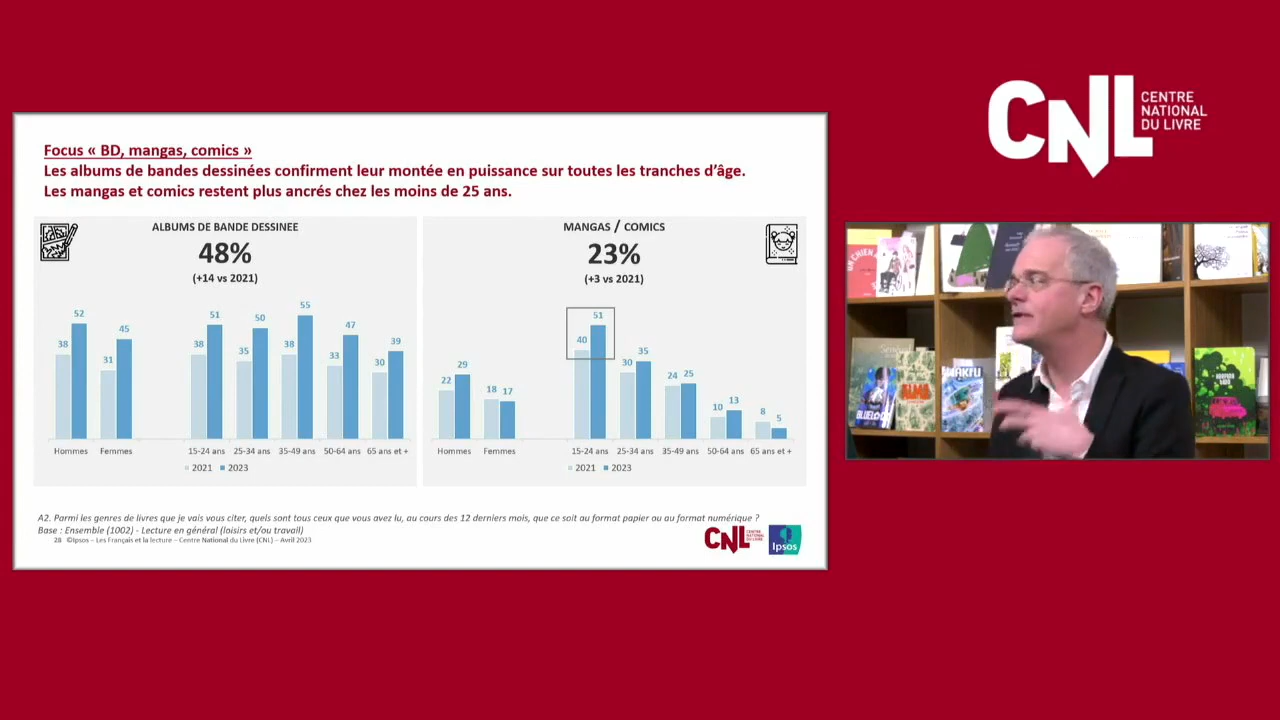 CNL CENTRE
NATIONAL
DU LIVRE
Focus « BD, mangas, comics »
Les albums de bandes dessinées confirment leur montée en puissance sur toutes les tranches d’âge.
Les mangas et comics restent plus ancrés chez les moins de 25 ans.
ALBUMS DE BANDE DESSINEE
48%
(+14 vs 2021)
38 52 31 45 38 51 35 50 38 55 33 47 30 39
Hommes Femmes 15-24 ans 25-34 ans 35-49 ans 50-64 ans 65 ans et +
2021 2023
MANGAS / COMICS
23%
(+3 vs 2021)
22 29 18 17 40 51 30 35 24 25 10 13 8 5
Hommes Femmes 15-24 ans 25-34 ans 35-49 ans 50-64 ans 65 ans et +
2021 2023
A2. Parmi les genres de livres que je vais vous citer, quels sont tous ceux que vous avez lu, au cours des 12 derniers mois, que ce soit au format papier ou au format numérique ?
Base : Ensemble (1002) - Lecture en général (loisirs et/ou travail)
28 ©Ipsos – Les Français et la lecture – Centre National du Livre (CNL) – Avril 2023
CNL CENTRE
NATIONAL
DU LIVRE
Ipsos
UN CHIEN
ALMA
WAKFU